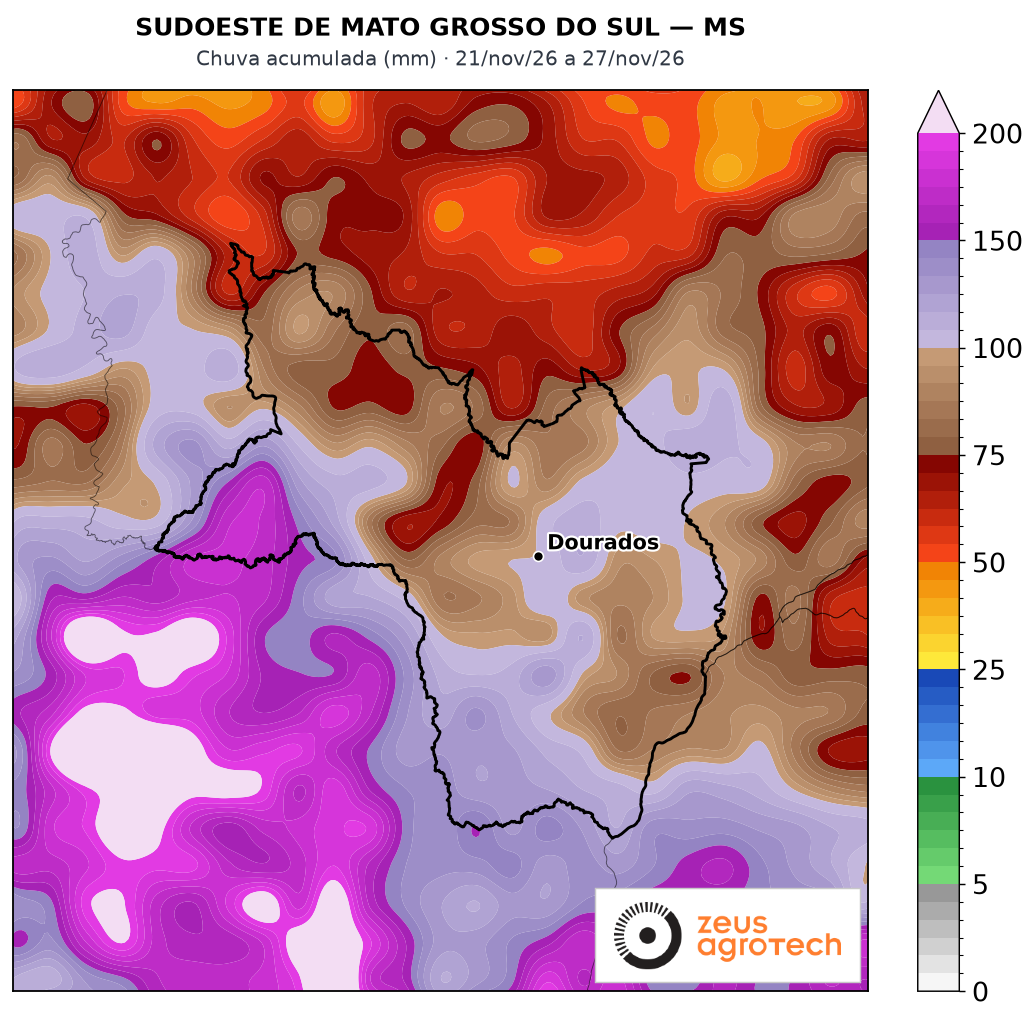 SUDOESTE DE MATO GROSSO DO SUL — MS
Chuva acumulada (mm) · 21/nov/26 a 27/nov/26
200
150
100
75
50
25
10
5
0
Dourados
zeus
agrotech